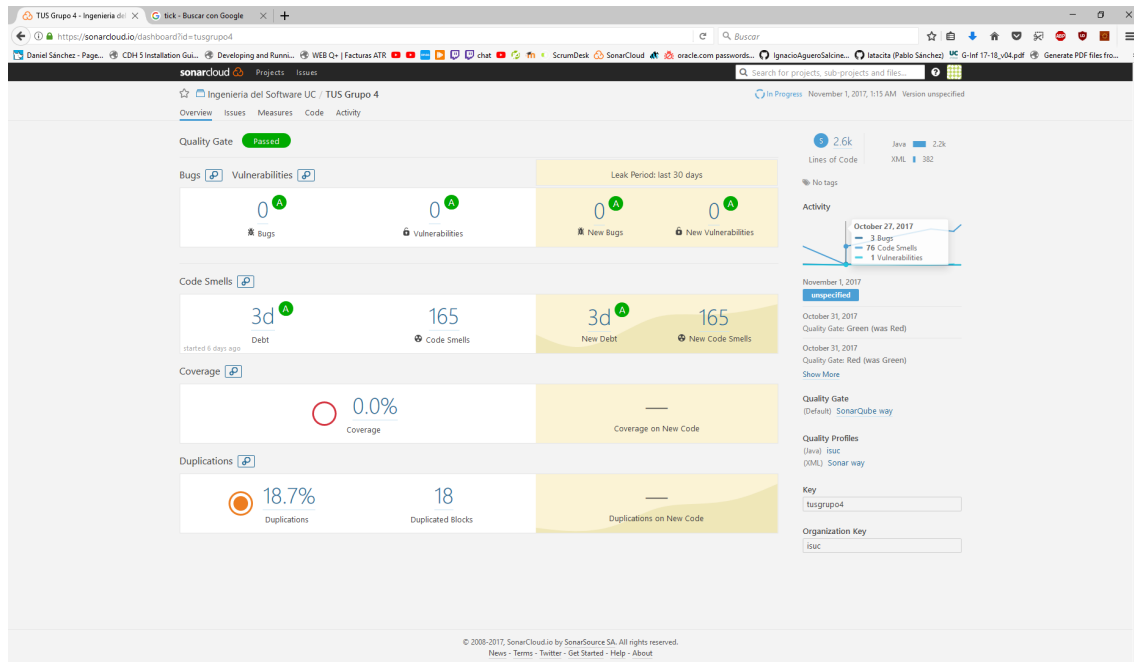 TUS Grupo 4 - Ingenieria del
tick - Buscar con Google
https://sonarcloud.io/dashboard?id=tusgrupo4
Buscar
Daniel Sánchez - Page... CDH 5 Installation Gui... Developing and Runni... WEB Q+ | Facturas ATR chat ScrumDesk SonarCloud oracle.com passwords... IgnacioAgueroSalcine... latacita (Pablo Sánchez) G-Inf 17-18_v04.pdf Generate PDF files fro...
sonarcloud Projects Issues Search for projects, sub-projects and files...
Ingenieria del Software UC / TUS Grupo 4
In Progress November 1, 2017, 1:15 AM Version unspecified
Overview Issues Measures Code Activity
Quality Gate Passed
Bugs Vulnerabilities
Leak Period: last 30 days
0 A
Bugs
0 A
Vulnerabilities
0 A
New Bugs
0 A
New Vulnerabilities
Code Smells
3d A
Debt
started 6 days ago
165
Code Smells
3d A
New Debt
165
New Code Smells
Coverage
0.0%
Coverage
—
Coverage on New Code
Duplications
18.7%
Duplications
18
Duplicated Blocks
—
Duplications on New Code
S 2.6k
Lines of Code
Java 2.2k
XML 382
No tags
Activity
October 27, 2017
3 Bugs
76 Code Smells
1 Vulnerabilities
November 1, 2017
unspecified
October 31, 2017
Quality Gate: Green (was Red)
October 31, 2017
Quality Gate: Red (was Green)
Show More
Quality Gate
(Default) SonarQube way
Quality Profiles
(Java) isuc
(XML) Sonar way
Key
tusgrupo4
Organization Key
isuc
© 2008-2017, SonarCloud.io by SonarSource SA. All rights reserved.
News - Terms - Twitter - Get Started - Help - About